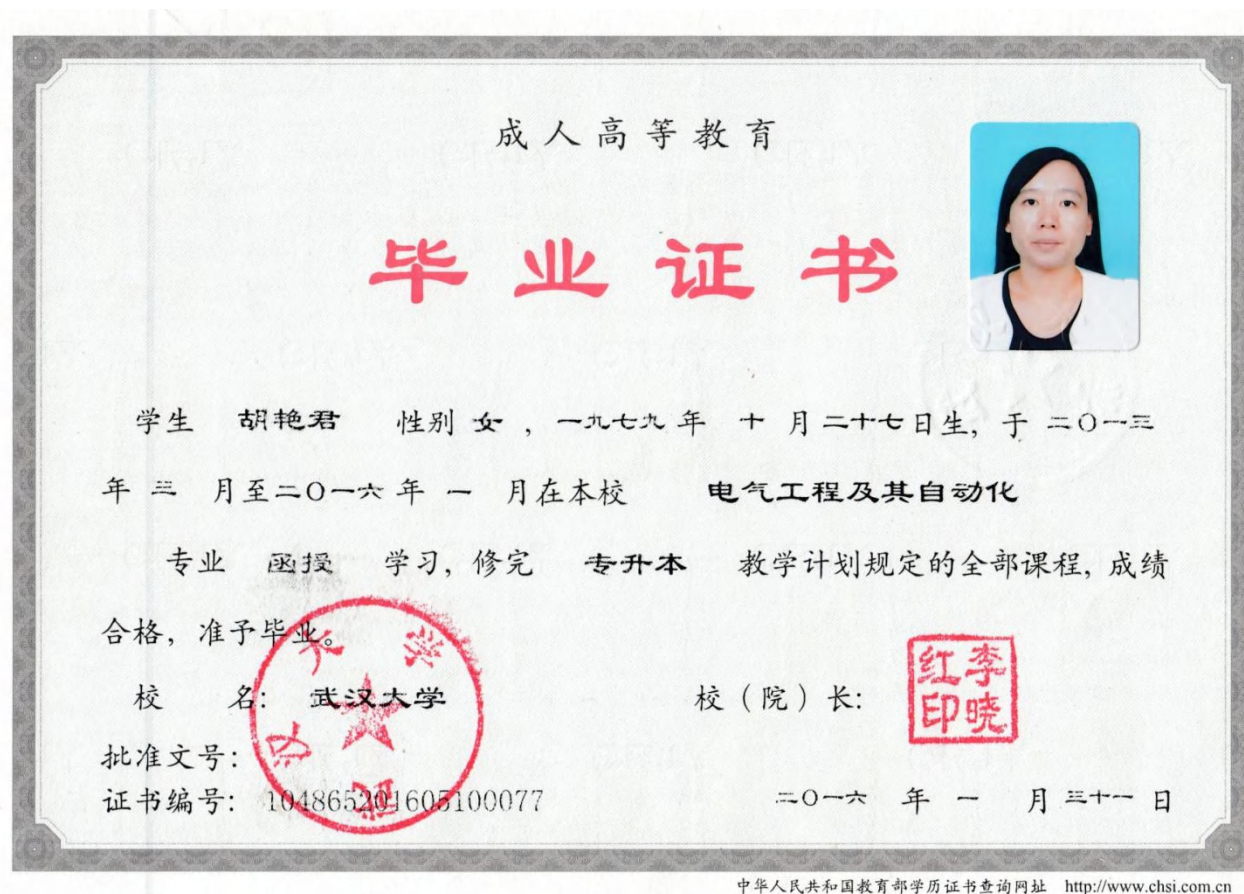 成人高等教育
毕业证书
学生 胡艳君 性别 女 , 一九七九 年 十 月 二十七 日生, 于 二〇一三
年 三 月至 二〇一六 年 一 月在本校 电气工程及其自动化
专业 函授 学习, 修完 专升本 教学计划规定的全部课程, 成绩
合格, 准予毕业。
校 名: 武汉大学 校（院）长: 李晓红印
批准文号:
证书编号: 104865201605100077 二〇一六 年 一 月 三十一 日
武汉大学
中华人民共和国教育部学历证书查询网址 http://www.chsi.com.cn